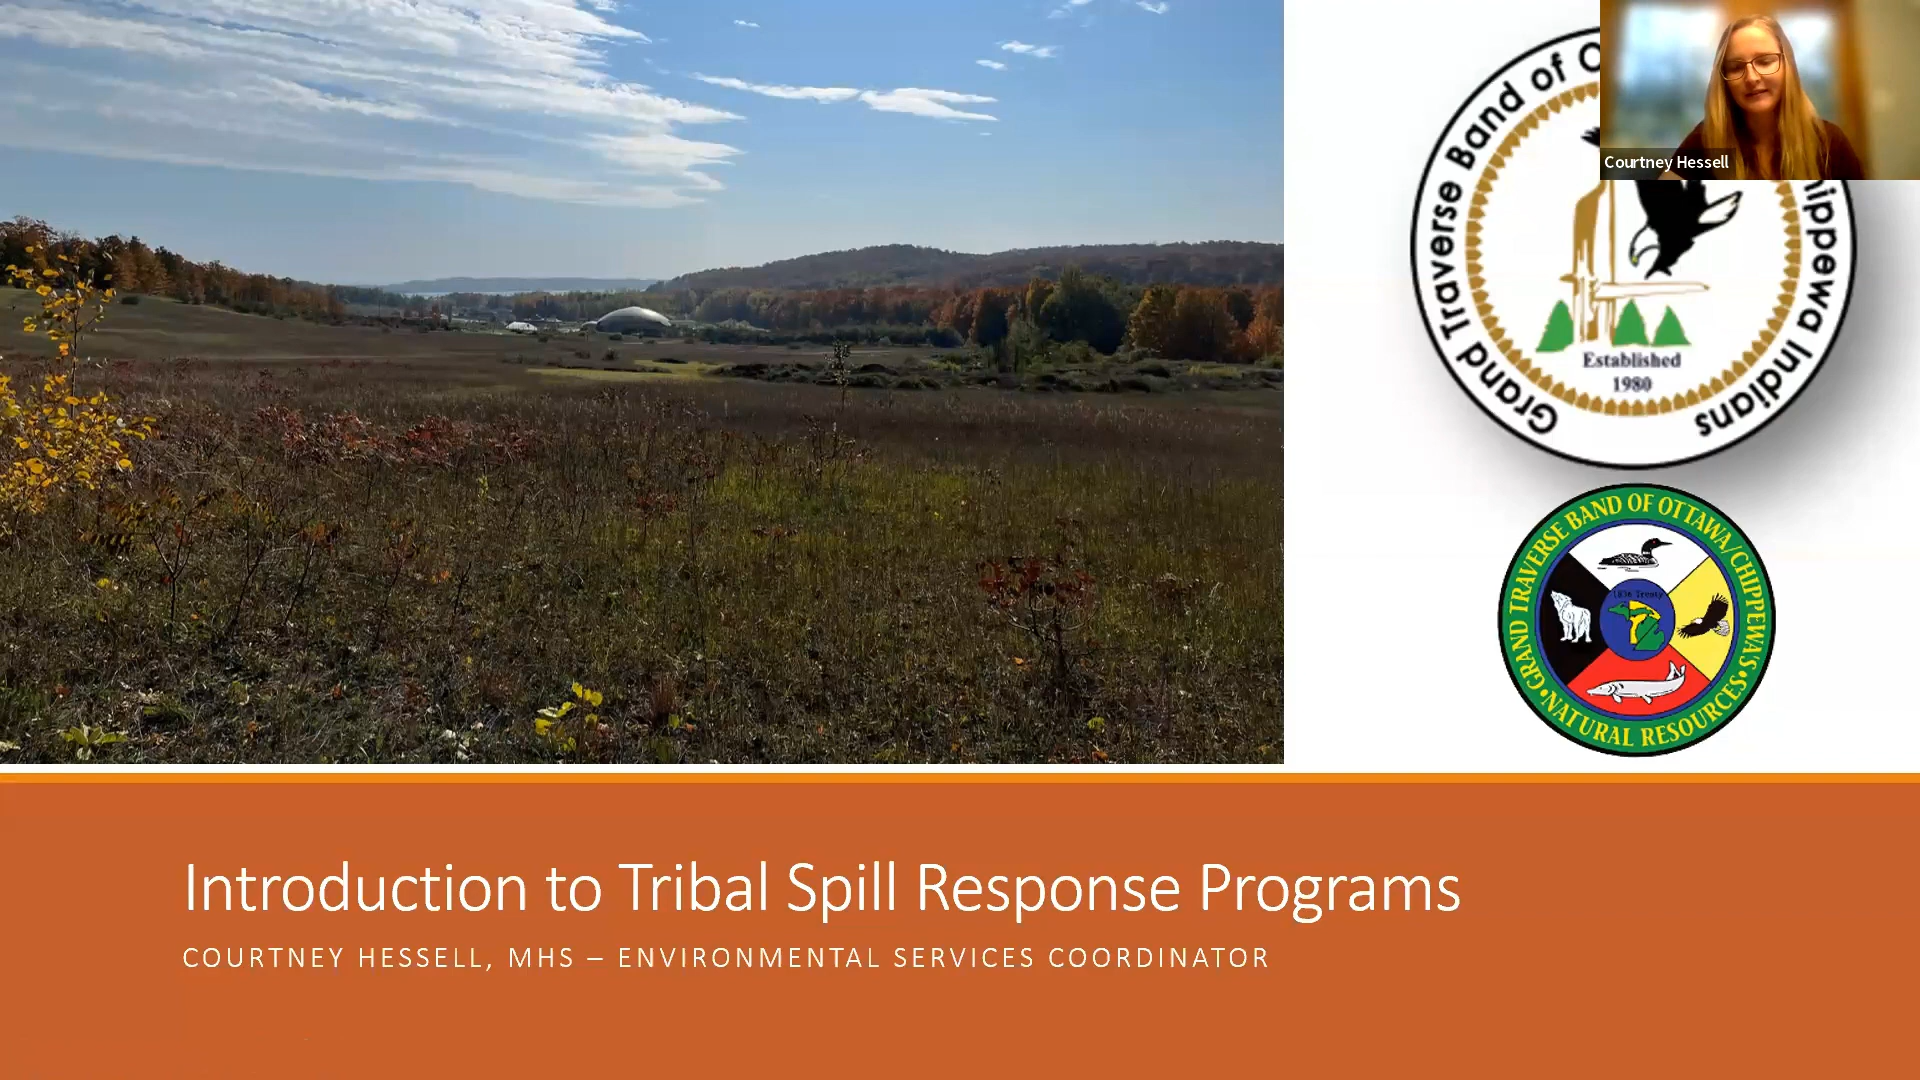 Grand Traverse Band of O
hippewa Indians
Established
1980
Courtney Hessell
GRAND TRAVERSE BAND OF OTTAWA/CHIPPEWA'S
NATURAL RESOURCES
1836 Treaty
Introduction to Tribal Spill Response Programs
COURTNEY HESSELL, MHS – ENVIRONMENTAL SERVICES COORDINATOR